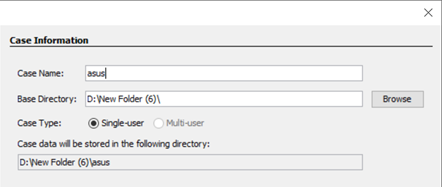 Case Information
Case Name: asus
Base Directory: D:\New Folder (6)\ Browse
Case Type: Single-user Multi-user
Case data will be stored in the following directory:
D:\New Folder (6)\asus